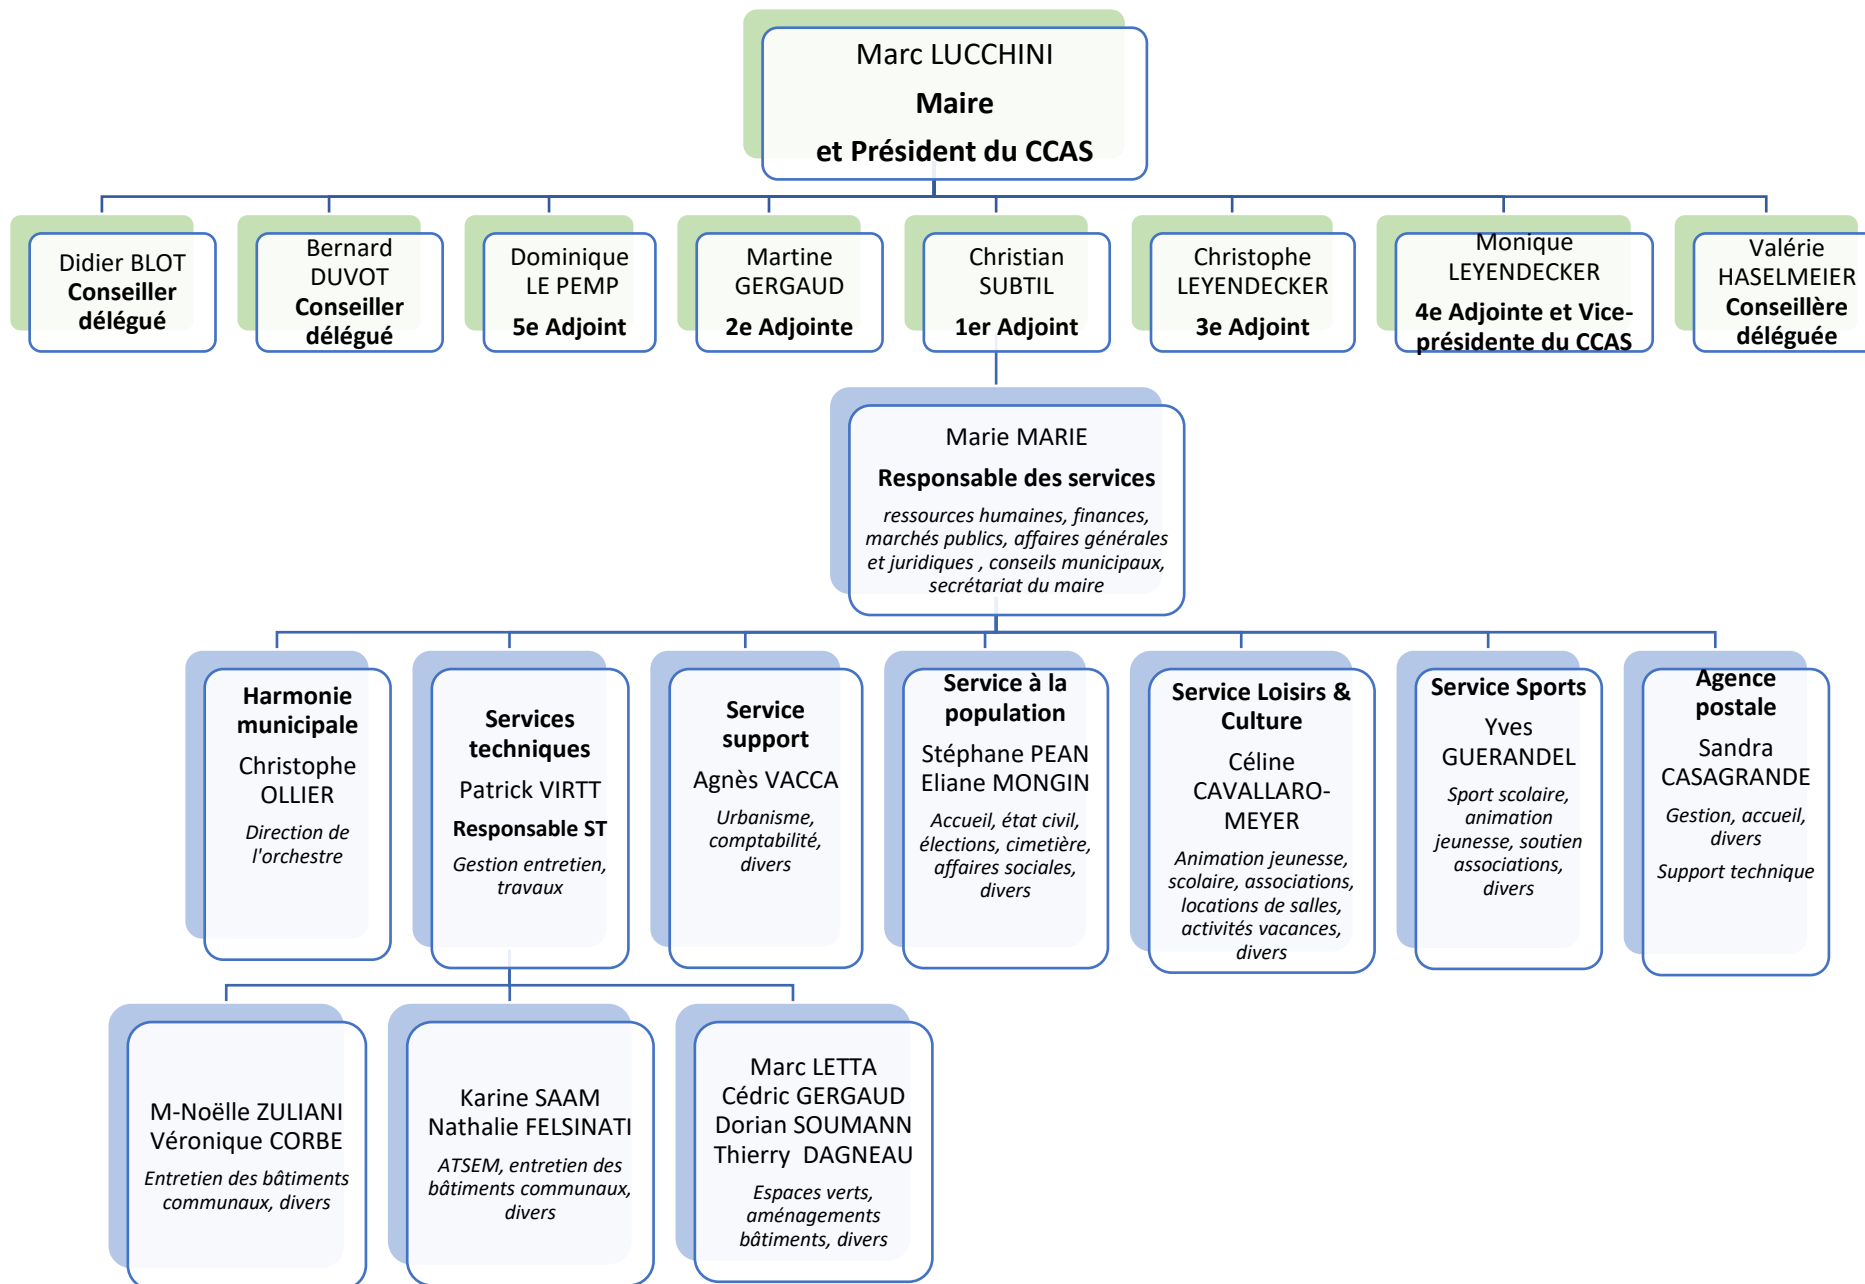 Marc LUCCHINI
Maire
et Président du CCAS
Didier BLOT
Conseiller
délégué
Bernard
DUVOT
Conseiller
délégué
Dominique
LE PEMP
5e Adjoint
Martine
GERGAUD
2e Adjointe
Christian
SUBTIL
1er Adjoint
Christophe
LEYENDECKER
3e Adjoint
Monique
LEYENDECKER
4e Adjointe et Vice-
présidente du CCAS
Valérie
HASELMEIER
Conseillère
déléguée
Marie MARIE
Responsable des services
ressources humaines, finances,
marchés publics, affaires générales
et juridiques , conseils municipaux,
secrétariat du maire
Harmonie
municipale
Christophe
OLLIER
Direction de
l'orchestre
Services
techniques
Patrick VIRTT
Responsable ST
Gestion entretien,
travaux
Service
support
Agnès VACCA
Urbanisme,
comptabilité,
divers
Service à la
population
Stéphane PEAN
Eliane MONGIN
Accueil, état civil,
élections, cimetière,
affaires sociales,
divers
Service Loisirs &
Culture
Céline
CAVALLARO-
MEYER
Animation jeunesse,
scolaire, associations,
locations de salles,
activités vacances,
divers
Service Sports
Yves
GUERANDEL
Sport scolaire,
animation
jeunesse, soutien
associations,
divers
Agence
postale
Sandra
CASAGRANDE
Gestion, accueil,
divers
Support technique
M-Noëlle ZULIANI
Véronique CORBE
Entretien des bâtiments
communaux, divers
Karine SAAM
Nathalie FELSINATI
ATSEM, entretien des
bâtiments communaux,
divers
Marc LETTA
Cédric GERGAUD
Dorian SOUMANN
Thierry  DAGNEAU
Espaces verts,
aménagements
bâtiments, divers